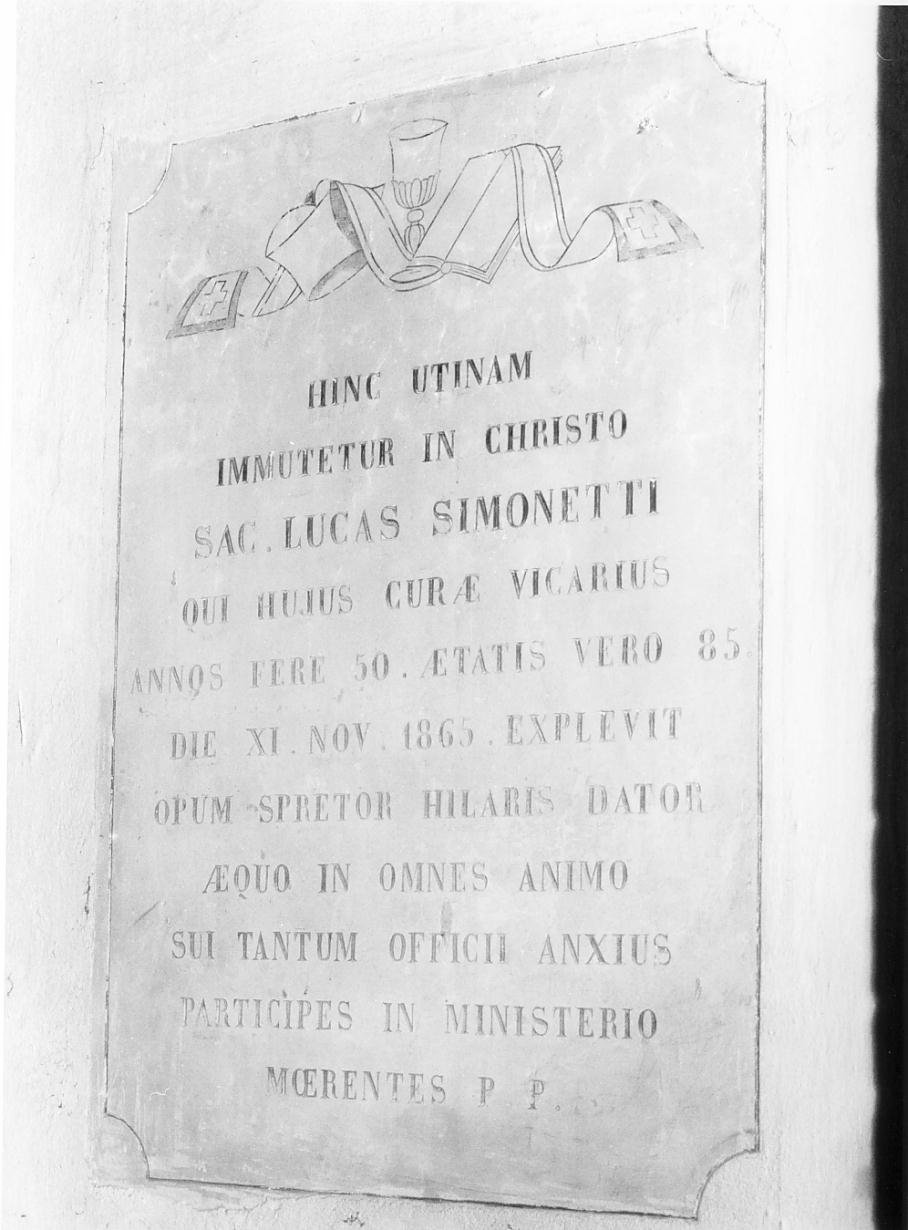 HINC UTINAM
IMMUTETUR IN CHRISTO
SAC. LUCAS SIMONETTI
QUI HUJUS CURÆ VICARIUS
ANNOS FERE 50. ÆTATIS VERO 85.
DIE XI. NOV. 1865. EXPLEVIT
OPUM SPRETOR HILARIS DATOR
ÆQUO IN OMNES ANIMO
SUI TANTUM OFFICII ANXIUS
PARTICIPES IN MINISTERIO
MŒRENTES P. P.